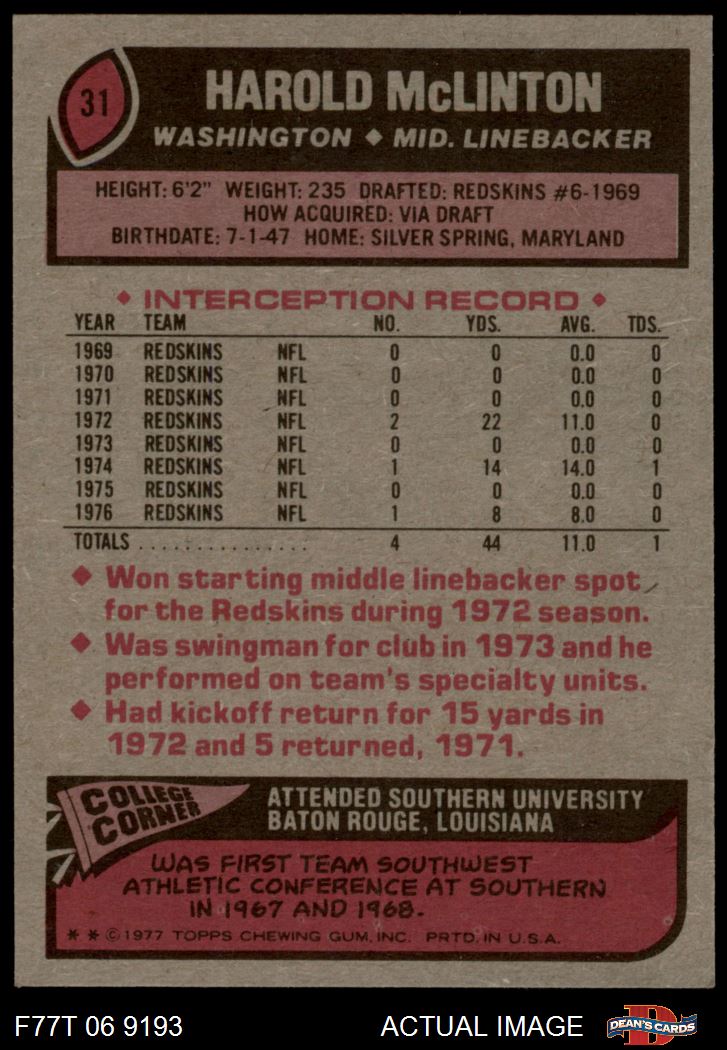 31
HAROLD McLINTON
WASHINGTON ◆ MID. LINEBACKER
HEIGHT: 6'2" WEIGHT: 235 DRAFTED: REDSKINS #6-1969
HOW ACQUIRED: VIA DRAFT
BIRTHDATE: 7-1-47 HOME: SILVER SPRING, MARYLAND
◆ INTERCEPTION RECORD ◆
YEAR TEAM NO. YDS. AVG. TDS.
1969 REDSKINS NFL 0 0 0.0 0
1970 REDSKINS NFL 0 0 0.0 0
1971 REDSKINS NFL 0 0 0.0 0
1972 REDSKINS NFL 2 22 11.0 0
1973 REDSKINS NFL 0 0 0.0 0
1974 REDSKINS NFL 1 14 14.0 1
1975 REDSKINS NFL 0 0 0.0 0
1976 REDSKINS NFL 1 8 8.0 0
TOTALS ................ 4 44 11.0 1
◆ Won starting middle linebacker spot
for the Redskins during 1972 season.
◆ Was swingman for club in 1973 and he
performed on team's specialty units.
◆ Had kickoff return for 15 yards in
1972 and 5 returned, 1971.
COLLEGE
CORNER
ATTENDED SOUTHERN UNIVERSITY
BATON ROUGE, LOUISIANA
WAS FIRST TEAM SOUTHWEST
ATHLETIC CONFERENCE AT SOUTHERN
IN 1967 AND 1968.
* * © 1977 TOPPS CHEWING GUM, INC. PRTD. IN U.S.A.
F77T 06 9193 ACTUAL IMAGE
D
DEAN'S CARDS